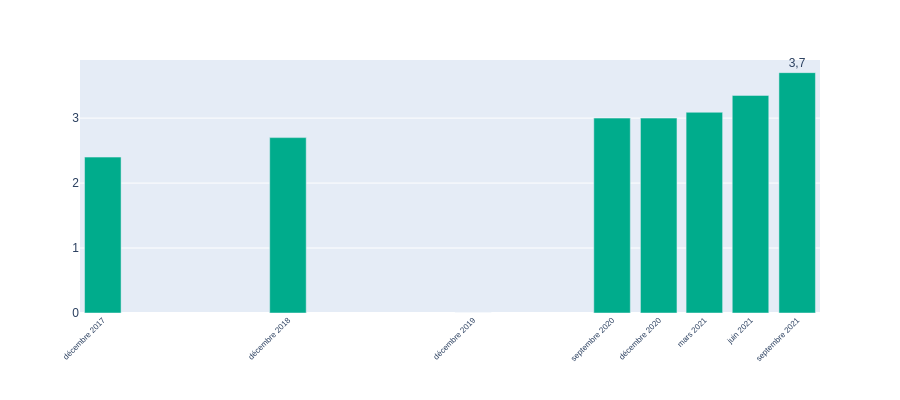 3,7
3
2
1
0
décembre 2017
décembre 2018
décembre 2019
septembre 2020
décembre 2020
mars 2021
juin 2021
septembre 2021